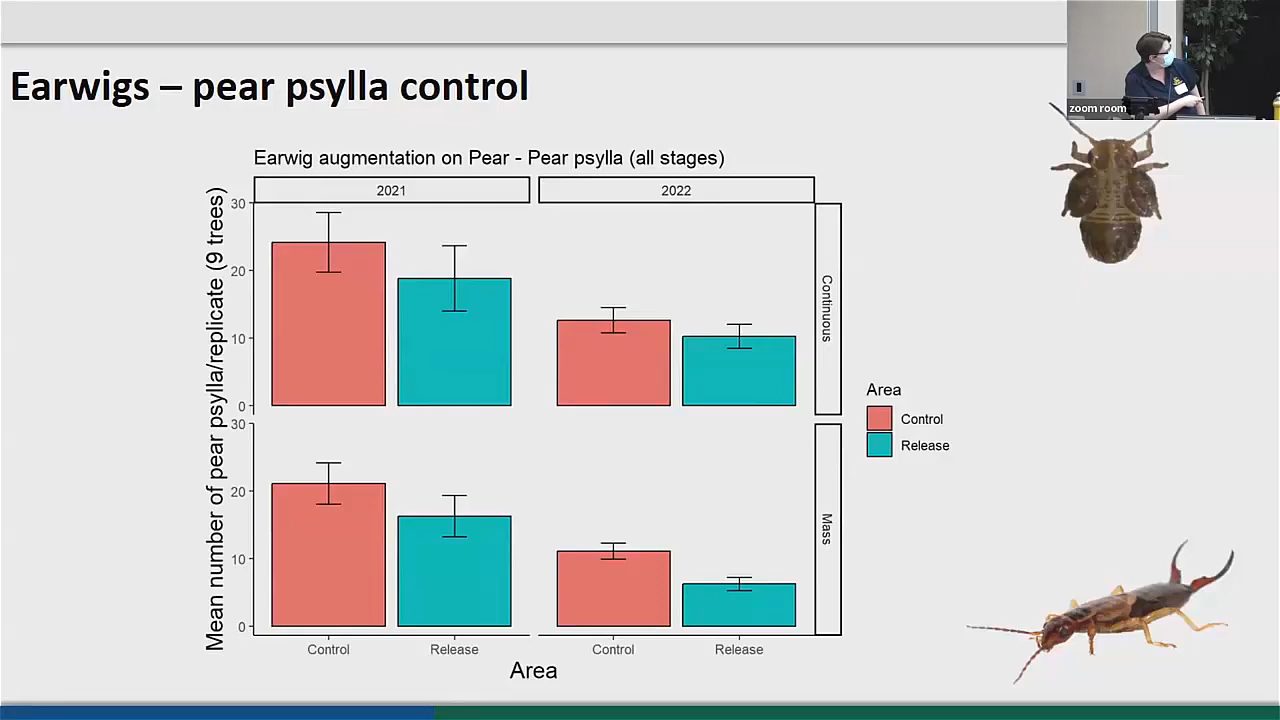 Earwigs – pear psylla control
zoom room
Earwig augmentation on Pear - Pear psylla (all stages)
2021
2022
Mean number of pear psylla/replicate (9 trees)
30
20
10
0
Continuous
30
20
10
0
Mass
Area
Control
Release
Control
Release
Control
Release
Area